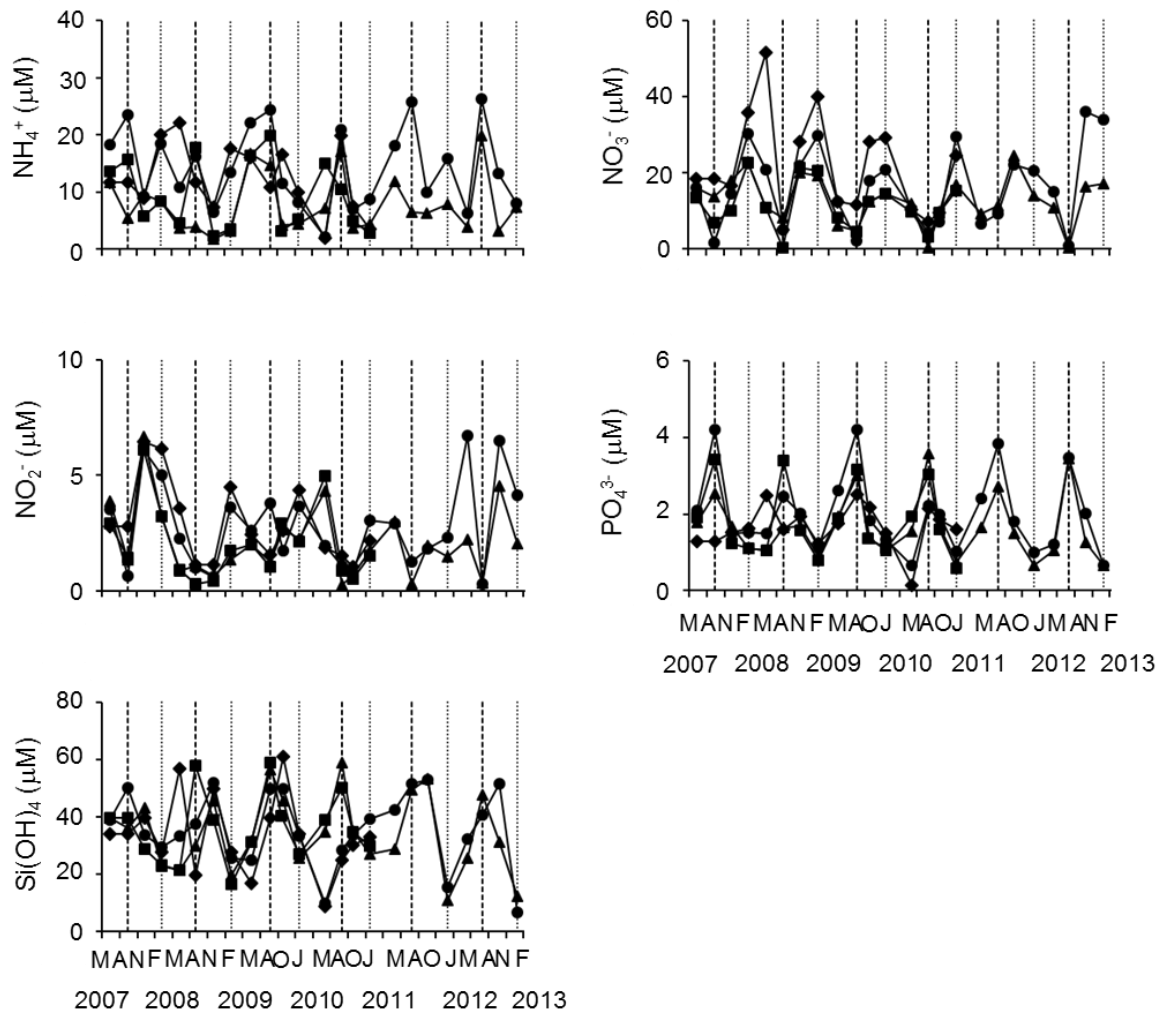 NH₄⁺ (μM)
40
30
20
10
0
NO₃⁻ (μM)
60
40
20
0
NO₂⁻ (μM)
10
5
0
PO₄³⁻ (μM)
6
4
2
0
M A N F M A N F M A O J M A O J M A O J M A N F
2007 2008 2009 2010 2011 2012 2013
Si(OH)₄ (μM)
80
60
40
20
0
M A N F M A N F M A O J M A O J M A O J M A N F
2007 2008 2009 2010 2011 2012 2013